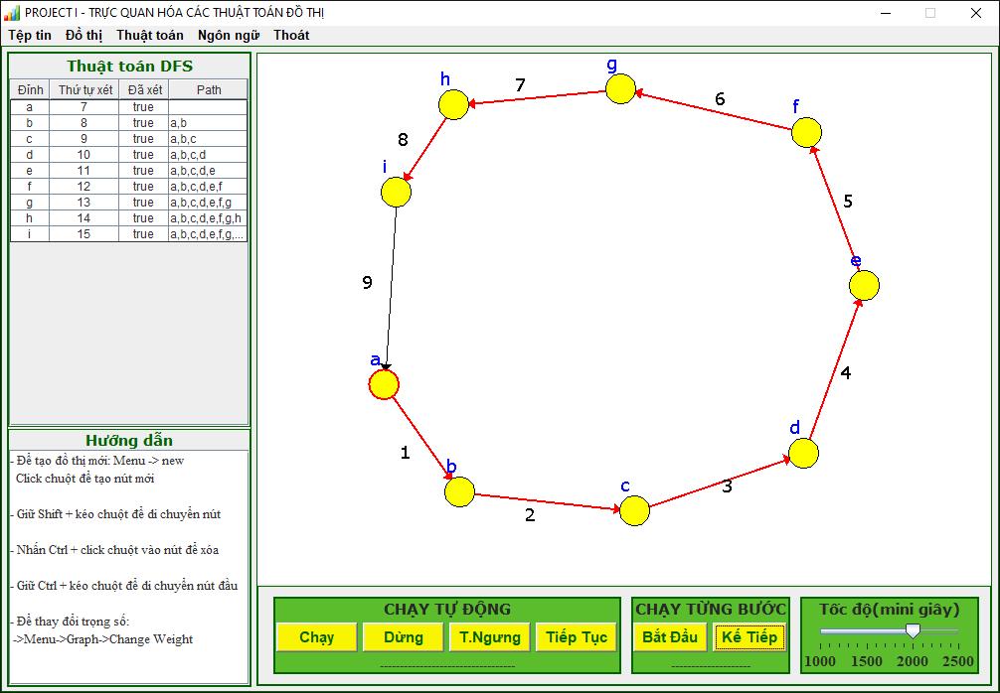 PROJECT I - TRỰC QUAN HÓA CÁC THUẬT TOÁN ĐỒ THỊ
Tệp tin Đồ thị Thuật toán Ngôn ngữ Thoát
Thuật toán DFS
Đỉnh Thứ tự xét Đã xét Path
a 7 true
b 8 true a,b
c 9 true a,b,c
d 10 true a,b,c,d
e 11 true a,b,c,d,e
f 12 true a,b,c,d,e,f
g 13 true a,b,c,d,e,f,g
h 14 true a,b,c,d,e,f,g,h
i 15 true a,b,c,d,e,f,g,...
Hướng dẫn
- Để tạo đồ thị mới: Menu -> new
Click chuột để tạo nút mới
- Giữ Shift + kéo chuột để di chuyển nút
- Nhấn Ctrl + click chuột vào nút để xóa
- Giữ Ctrl + kéo chuột để di chuyển nút đầu
- Để thay đổi trọng số:
->Menu->Graph->Change Weight
g
h
7
6
f
8
i
5
e
9
a
4
d
1
b
c
3
2
CHẠY TỰ ĐỘNG
Chạy Dừng T.Ngưng Tiếp Tục
CHẠY TỪNG BƯỚC
Bắt Đầu Kế Tiếp
Tốc độ(mini giây)
1000 1500 2000 2500